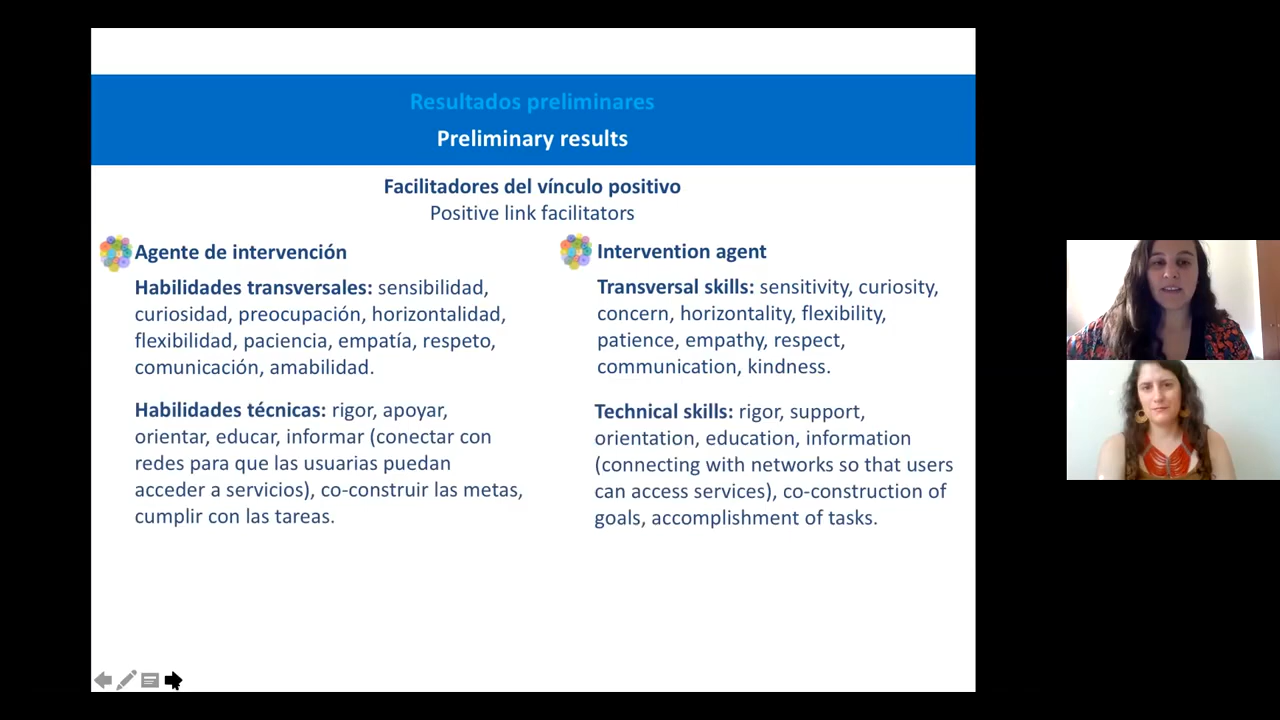 Resultados preliminares
Preliminary results
Facilitadores del vínculo positivo
Positive link facilitators
Agente de intervención
Habilidades transversales: sensibilidad,
curiosidad, preocupación, horizontalidad,
flexibilidad, paciencia, empatía, respeto,
comunicación, amabilidad.
Habilidades técnicas: rigor, apoyar,
orientar, educar, informar (conectar con
redes para que las usuarias puedan
acceder a servicios), co-construir las metas,
cumplir con las tareas.
Intervention agent
Transversal skills: sensitivity, curiosity,
concern, horizontality, flexibility,
patience, empathy, respect,
communication, kindness.
Technical skills: rigor, support,
orientation, education, information
(connecting with networks so that users
can access services), co-construction of
goals, accomplishment of tasks.